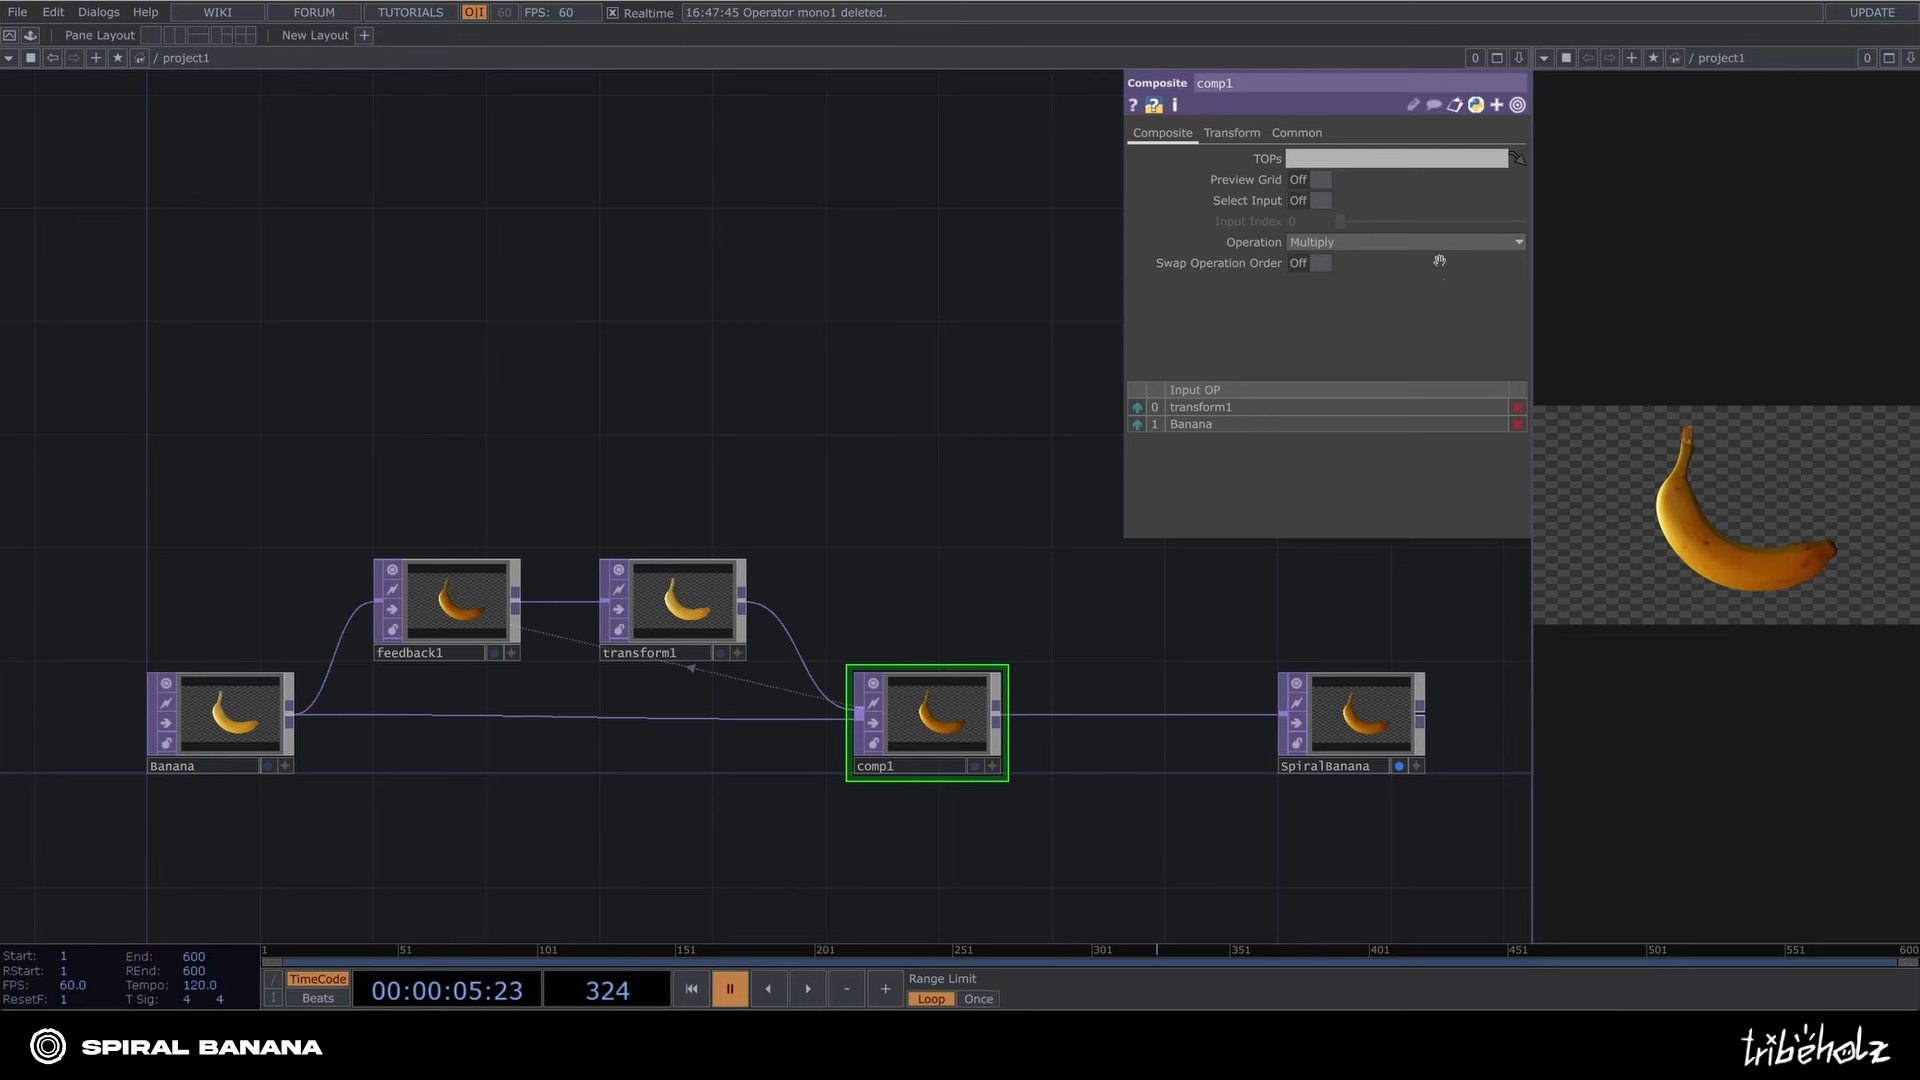 File Edit Dialogs Help WIKI FORUM TUTORIALS O|I 60 FPS: 60 Realtime 16:47:45 Operator mono1 deleted. UPDATE
Pane Layout New Layout
/ project1 0 / project1 0
Composite comp1
? ? i
Composite Transform Common
TOPs
Preview Grid Off
Select Input Off
Input Index 0
Operation Multiply
Swap Operation Order Off
Input OP
0 transform1
1 Banana
feedback1 transform1
Banana comp1 SpiralBanana
1 51 101 151 201 251 301 351 401 451 501 551 600
Start: 1 End: 600
RStart: 1 REnd: 600
FPS: 60.0 Tempo: 120.0
ResetF: 1 T Sig: 4 4
TimeCode
Beats
00:00:05:23 324
Range Limit
Loop Once
SPIRAL BANANA
tribeholz